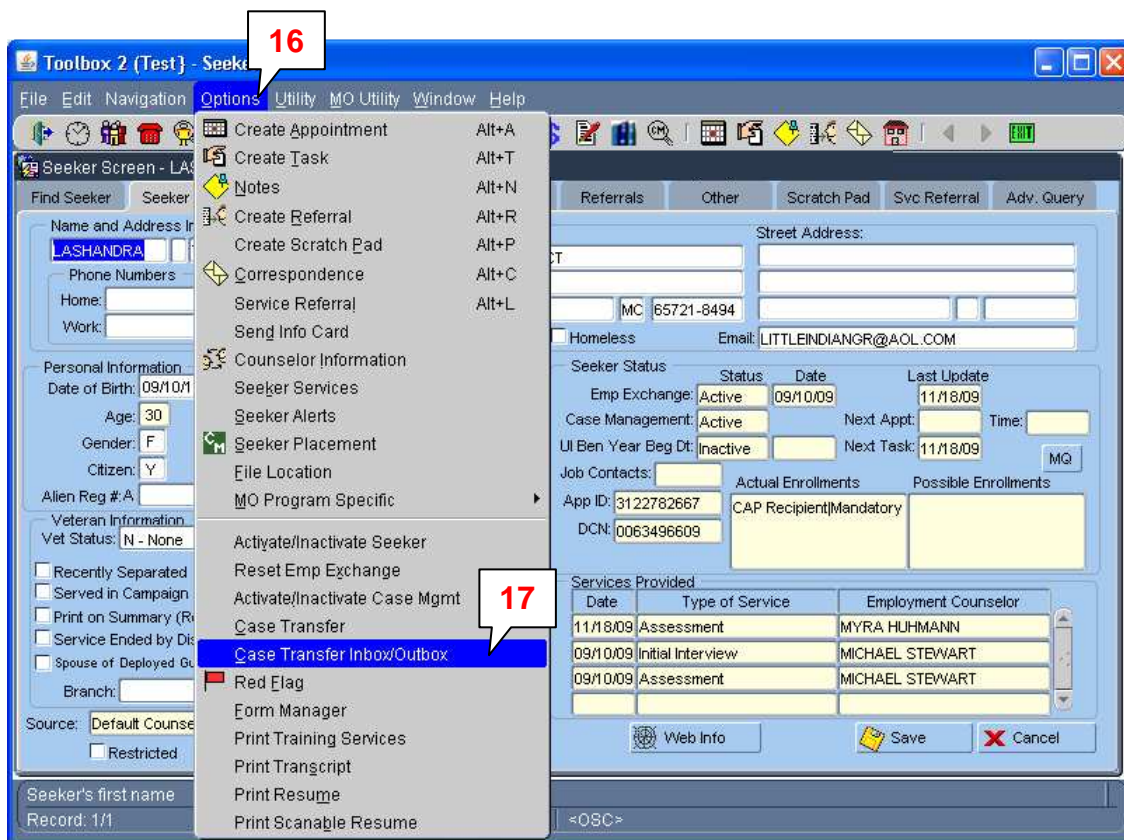 16
Toolbox 2 (Test} - Seeke
File Edit Navigation Options Utility MO Utility Window Help
EXIT
Seeker Screen - LAS
Find Seeker Seeker Referrals Other Scratch Pad Svc Referral Adv. Query
Create Appointment Alt+A
Create Task Alt+T
Notes Alt+N
Create Referral Alt+R
Create Scratch Pad Alt+P
Correspondence Alt+C
Service Referral Alt+L
Send Info Card
Counselor Information
Seeker Services
Seeker Alerts
Seeker Placement
File Location
MO Program Specific
Activate/Inactivate Seeker
Reset Emp Exchange
Activate/Inactivate Case Mgmt
Case Transfer
Case Transfer Inbox/Outbox
Red Flag
Form Manager
Print Training Services
Print Transcript
Print Resume
Print Scanable Resume
17
Name and Address In
LASHANDRA
Phone Numbers
Home:
Work:
Personal Information
Date of Birth: 09/10/1
Age: 30
Gender: F
Citizen: Y
Alien Reg #:A
Veteran Information
Vet Status: N - None
Recently Separated
Served in Campaign
Print on Summary (Re
Service Ended by Dis
Spouse of Deployed Gu
Branch:
Source: Default Counse
Restricted
Street Address:
CT
MC 65721-8494
Homeless Email: LITTLEINDIANGR@AOL.COM
Seeker Status
Status Date Last Update
Emp Exchange: Active 09/10/09 11/18/09
Case Management: Active Next Appt: Time:
UI Ben Year Beg Dt: Inactive Next Task: 11/18/09
MQ
Job Contacts:
Actual Enrollments Possible Enrollments
App ID: 3122782667
CAP Recipient|Mandatory
DCN: 0063496609
Services Provided
Date Type of Service Employment Counselor
11/18/09 Assessment MYRA HUHMANN
09/10/09 Initial Interview MICHAEL STEWART
09/10/09 Assessment MICHAEL STEWART
Web Info Save Cancel
Seeker's first name
Record: 1/1 <OSC>